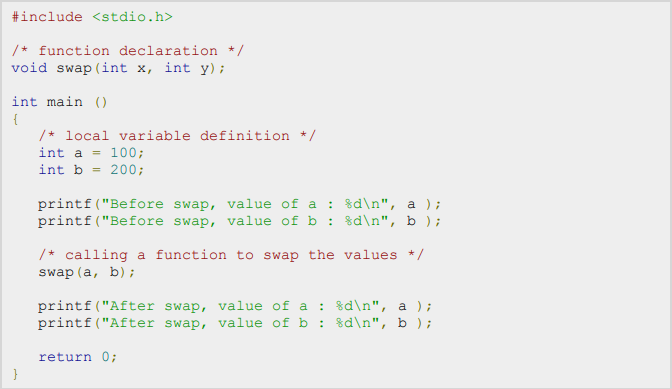 #include <stdio.h>
/* function declaration */
void swap(int x, int y);
int main ()
{
/* local variable definition */
int a = 100;
int b = 200;
printf("Before swap, value of a : %d\n", a );
printf("Before swap, value of b : %d\n", b );
/* calling a function to swap the values */
swap(a, b);
printf("After swap, value of a : %d\n", a );
printf("After swap, value of b : %d\n", b );
return 0;
}